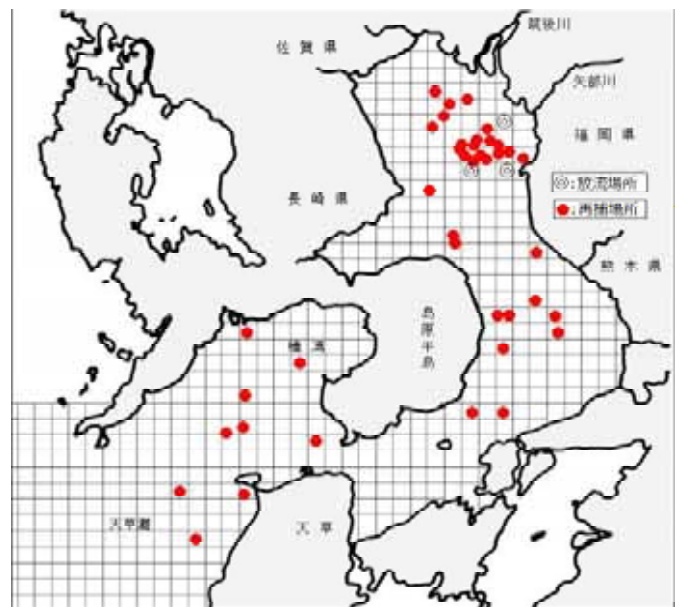 筑後川
佐賀県
矢部川
福岡県
◎:放流場所
長崎県
●:再捕場所
熊本県
島原半島
橘湾
天草灘
天草